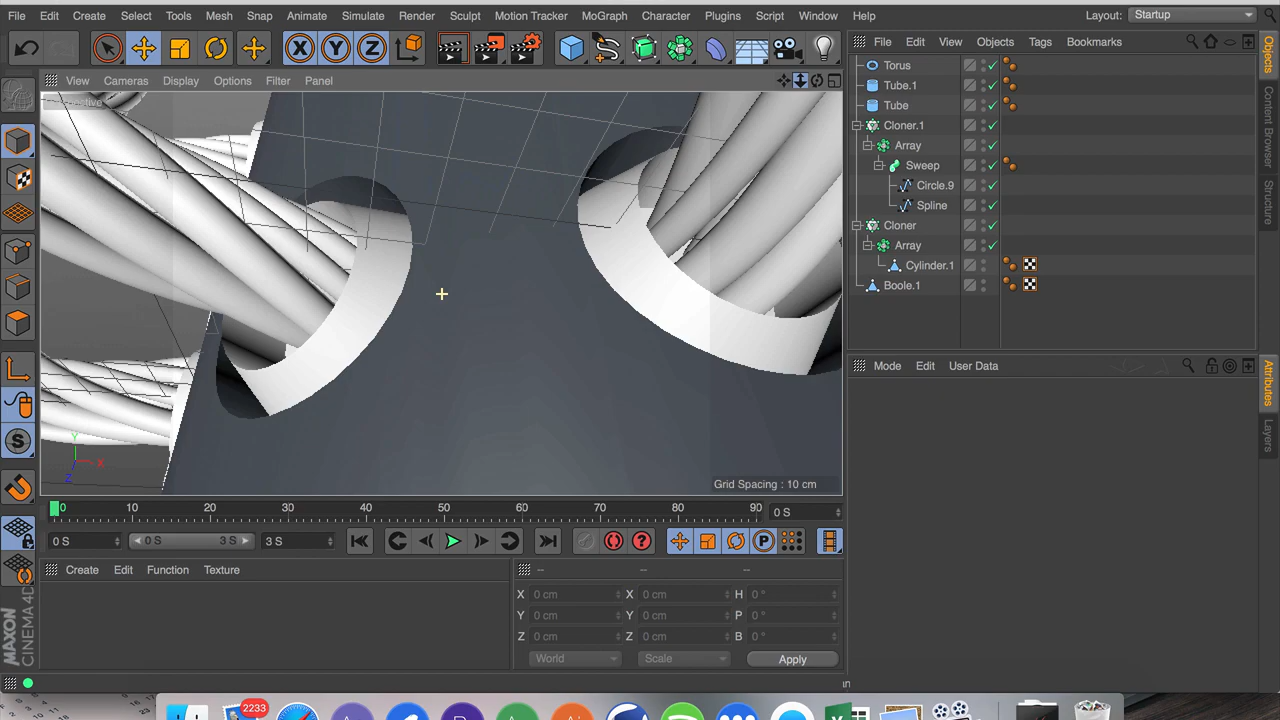 File Edit Create Select Tools Mesh Snap Animate Simulate Render Sculpt Motion Tracker MoGraph Character Plugins Script Window Help Layout: Startup
X Y Z
File Edit View Objects Tags Bookmarks
View Cameras Display Options Filter Panel
Torus
Tube.1
Tube
Cloner.1
Array
Sweep
Circle.9
Spline
Cloner
Array
Cylinder.1
Boole.1
Objects
Content Browser
Structure
Mode Edit User Data
Attributes
Layers
S
Y
X
Z
Grid Spacing : 10 cm
0 10 20 30 40 50 60 70 80 90 0 S
0 S 0 S 3 S 3 S P
Create Edit Function Texture -- -- --
X 0 cm X 0 cm H 0 °
Y 0 cm Y 0 cm P 0 °
Z 0 cm Z 0 cm B 0 °
World Scale Apply
MAXON
CINEMA 4D
2233